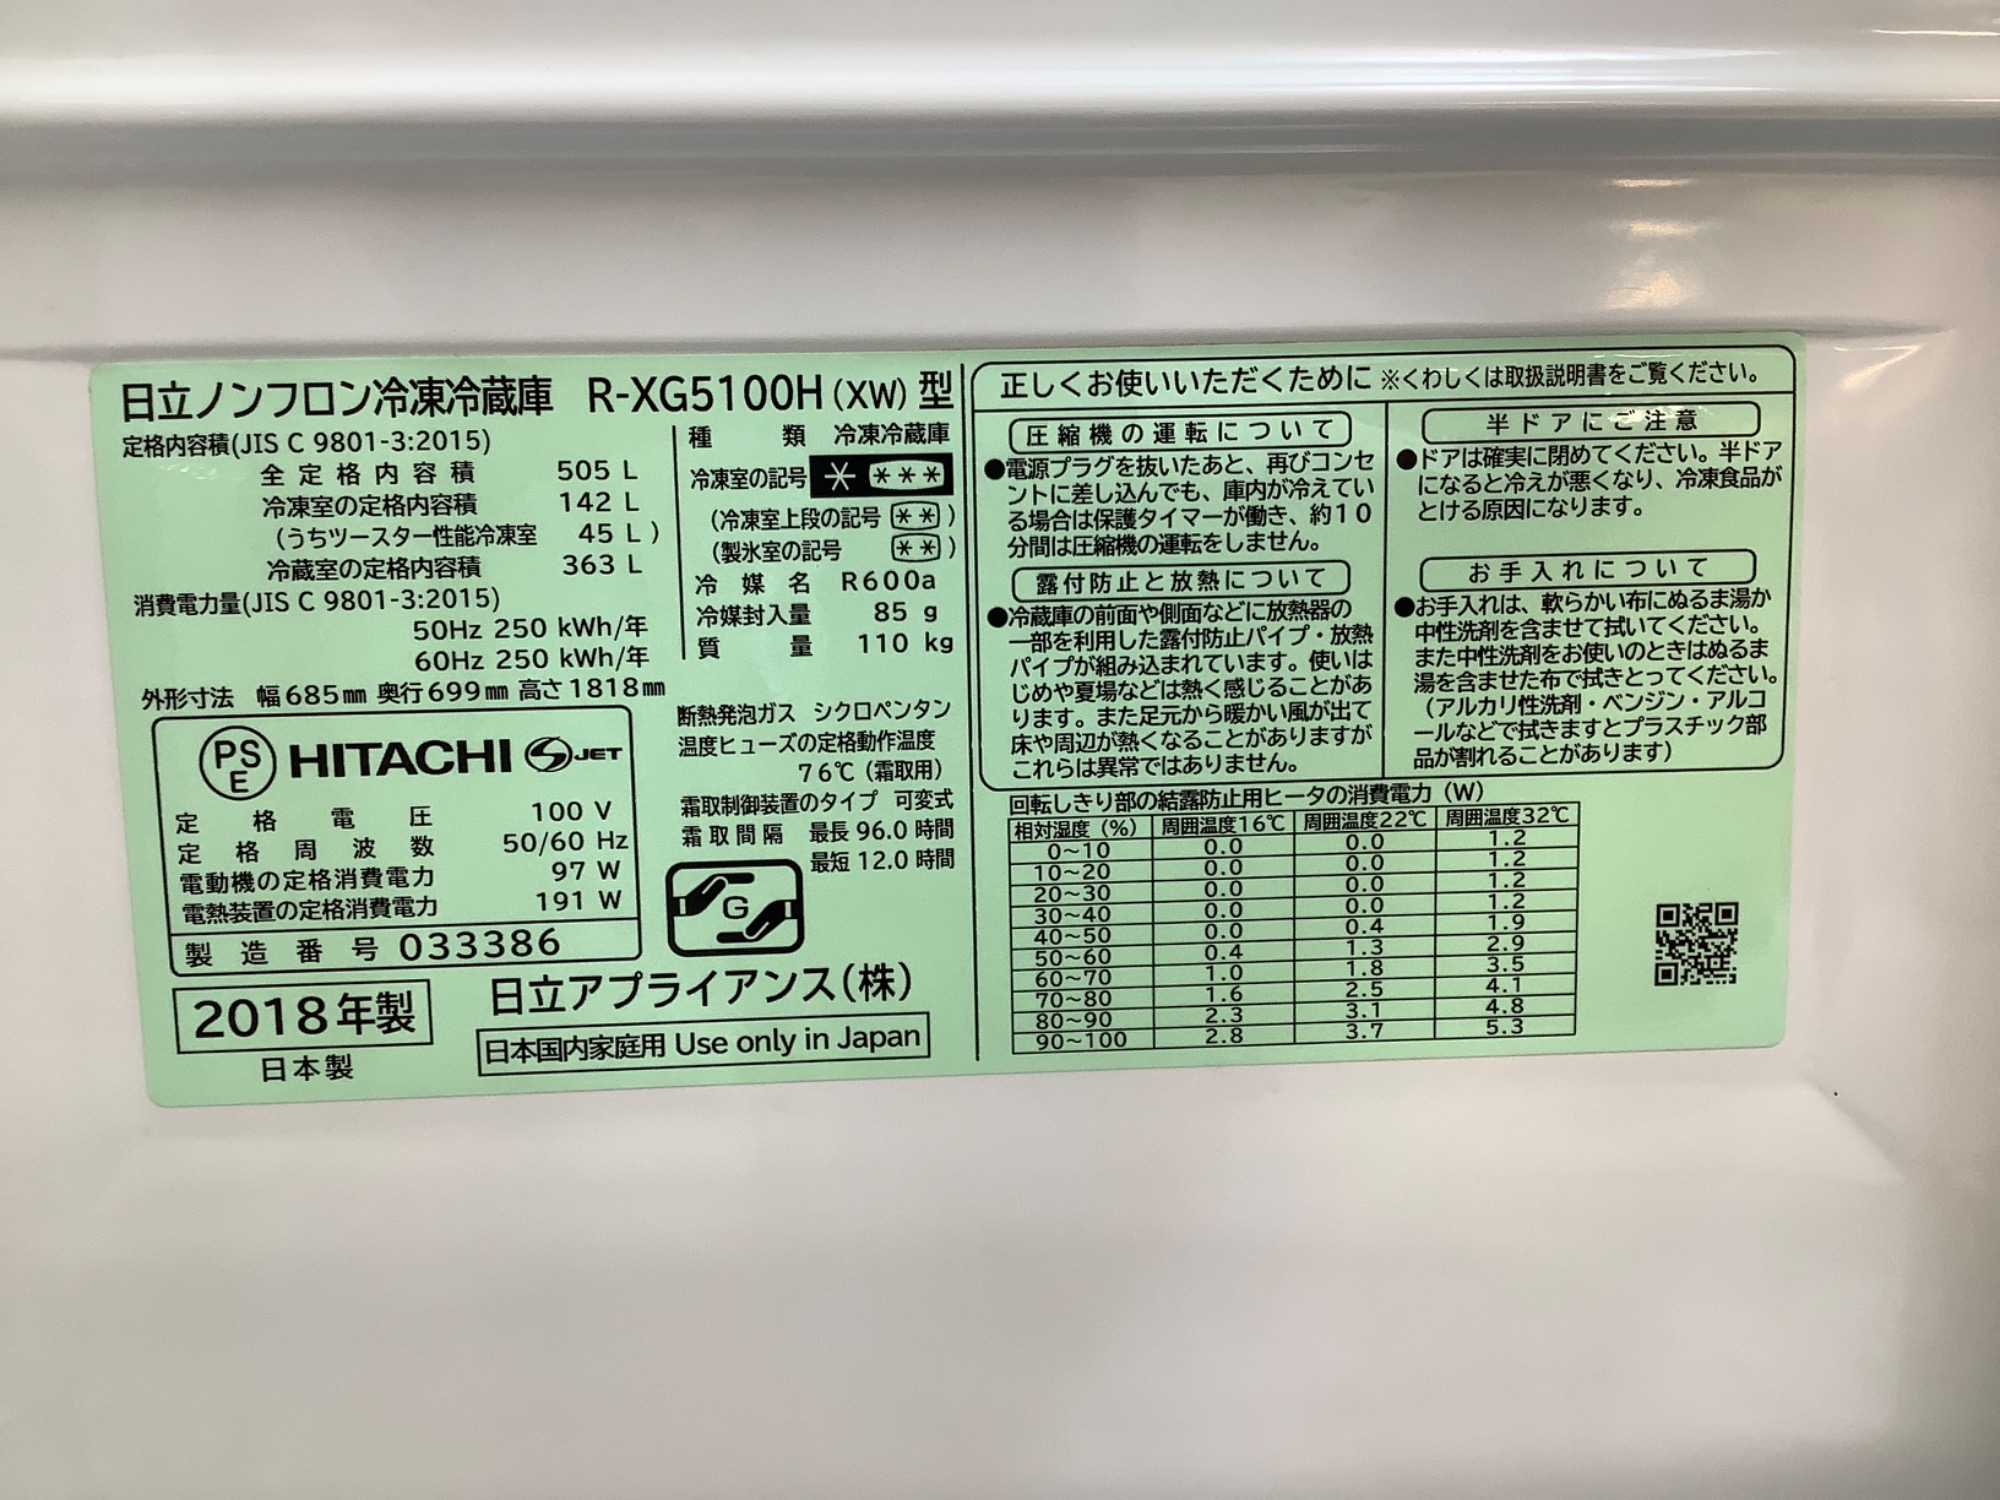 日立ノンフロン冷凍冷蔵庫 R-XG5100H (XW) 型
定格内容積(JIS C 9801-3:2015)
全定格内容積 505 L
冷凍室の定格内容積 142 L
(うちツースター性能冷凍室 45 L )
冷蔵室の定格内容積 363 L
消費電力量(JIS C 9801-3:2015)
50Hz 250 kWh/年
60Hz 250 kWh/年
外形寸法 幅685㎜ 奥行699㎜ 高さ1818㎜
種類 冷凍冷蔵庫
冷凍室の記号 * ***
(冷凍室上段の記号 ** )
(製氷室の記号 ** )
冷媒名 R600a
冷媒封入量 85 g
質量 110 kg
PS
E
HITACHI S JET
定格電圧 100 V
定格周波数 50/60 Hz
電動機の定格消費電力 97 W
電熱装置の定格消費電力 191 W
製造番号 033386
2018年製
日本製
断熱発泡ガス シクロペンタン
温度ヒューズの定格動作温度
76℃ (霜取用)
霜取制御装置のタイプ 可変式
霜取間隔 最長 96.0 時間
最短 12.0 時間
G
日立アプライアンス(株)
日本国内家庭用 Use only in Japan
正しくお使いいただくために ※くわしくは取扱説明書をご覧ください。
圧縮機の運転について
●電源プラグを抜いたあと、再びコンセ
ントに差し込んでも、庫内が冷えてい
る場合は保護タイマーが働き、約10
分間は圧縮機の運転をしません。
露付防止と放熱について
●冷蔵庫の前面や側面などに放熱器の
一部を利用した露付防止パイプ・放熱
パイプが組み込まれています。使いは
じめや夏場などは熱く感じることがあ
ります。また足元から暖かい風が出て
床や周辺が熱くなることがありますが
これらは異常ではありません。
半ドアにご注意
●ドアは確実に閉めてください。半ドア
になると冷えが悪くなり、冷凍食品が
とける原因になります。
お手入れについて
●お手入れは、軟らかい布にぬるま湯か
中性洗剤を含ませて拭いてください。
また中性洗剤をお使いのときはぬるま
湯を含ませた布で拭きとってください。
(アルカリ性洗剤・ベンジン・アルコ
ールなどで拭きますとプラスチック部
品が割れることがあります)
回転しきり部の結露防止用ヒータの消費電力 (W)
相対湿度 (%) 周囲温度16℃ 周囲温度22℃ 周囲温度32℃
0~10 0.0 0.0 1.2
10~20 0.0 0.0 1.2
20~30 0.0 0.0 1.2
30~40 0.0 0.0 1.2
40~50 0.0 0.4 1.9
50~60 0.4 1.3 2.9
60~70 1.0 1.8 3.5
70~80 1.6 2.5 4.1
80~90 2.3 3.1 4.8
90~100 2.8 3.7 5.3